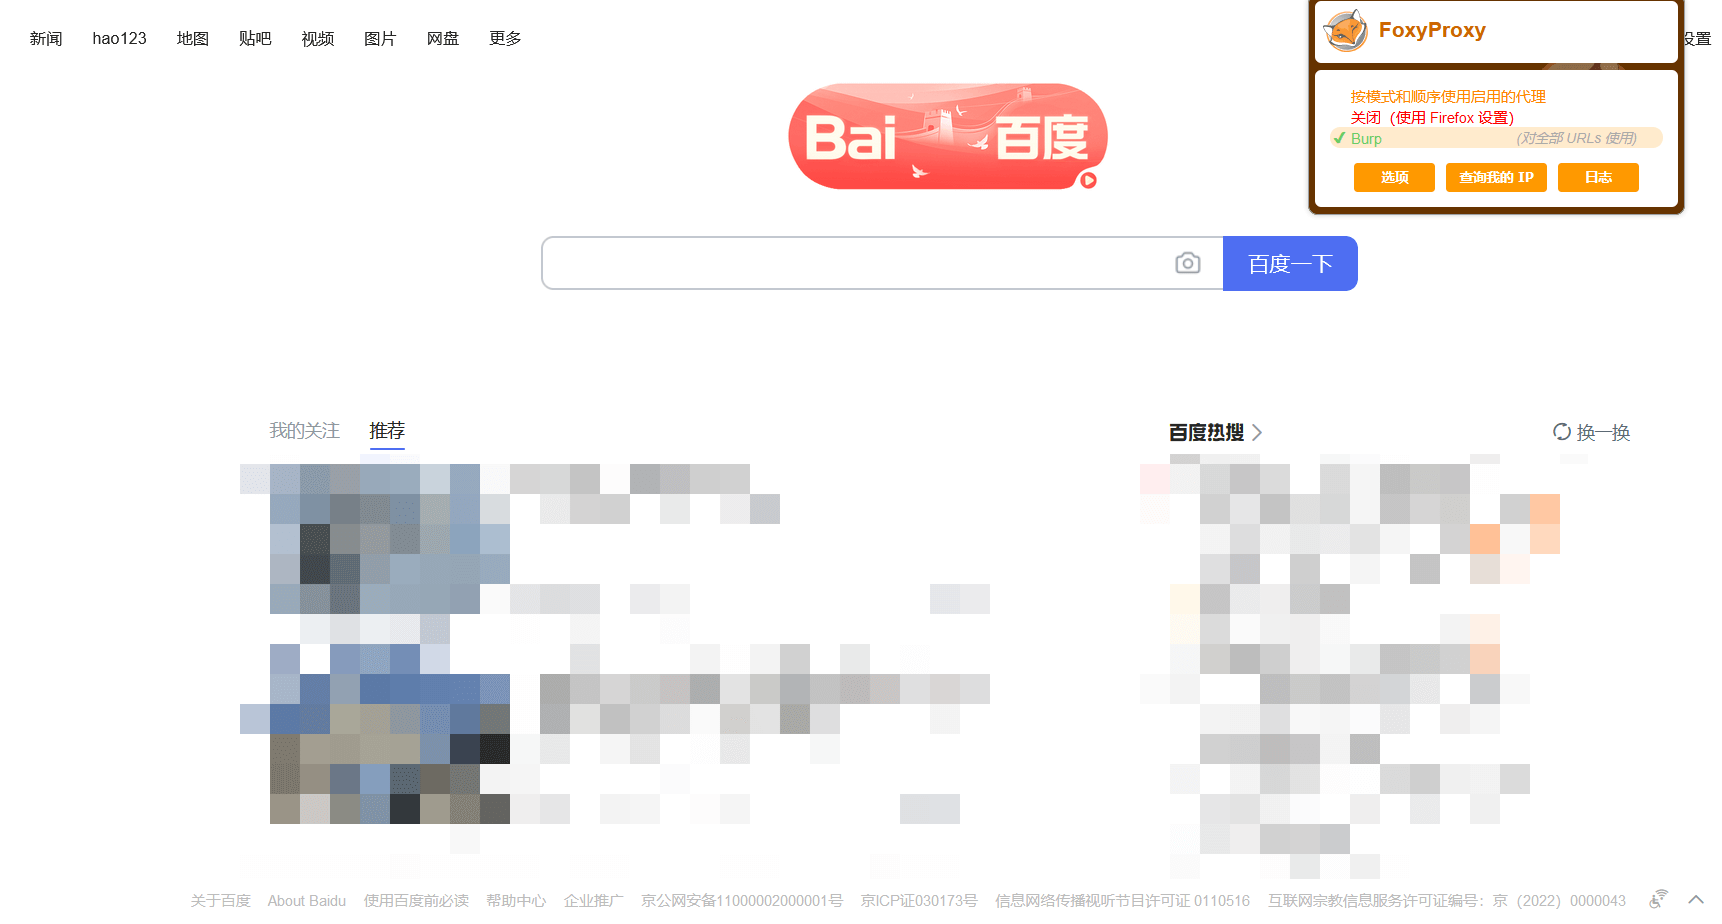 新闻 hao123 地图 贴吧 视频 图片 网盘 更多 设置
FoxyProxy
按模式和顺序使用启用的代理
关闭（使用 Firefox 设置）
Burp (对全部 URLs 使用)
选项 查询我的 IP 日志
Bai 百度
百度一下
我的关注 推荐 百度热搜 换一换
关于百度 About Baidu 使用百度前必读 帮助中心 企业推广 京公网安备11000002000001号 京ICP证030173号 信息网络传播视听节目许可证 0110516 互联网宗教信息服务许可证编号：京（2022）0000043